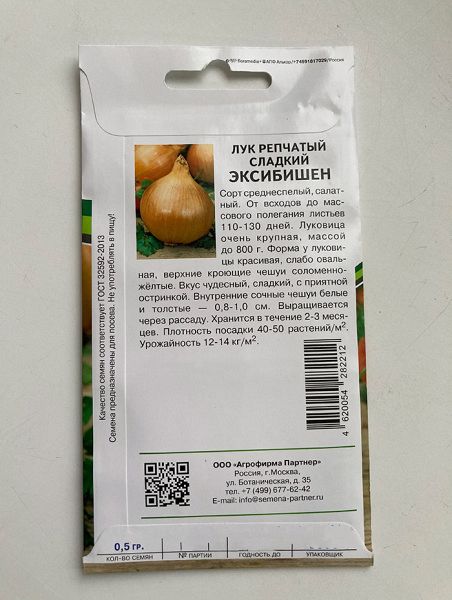 ЛУК РЕПЧАТЫЙ
СЛАДКИЙ
ЭКСИБИШЕН
Сорт среднеспелый, салат-
ный. От всходов до мас-
сового полегания листьев
110-130 дней. Луковица
очень крупная, массой
до 800 г. Форма у лукови-
цы красивая, слабо оваль-
ная, верхние кроющие чешуи соломенно-
жёлтые. Вкус чудесный, сладкий, с приятной
остринкой. Внутренние сочные чешуи белые
и толстые — 0,8-1,0 см. Выращивается
через рассаду. Хранится в течение 2-3 меся-
цев. Плотность посадки 40-50 растений/м².
Урожайность 12-14 кг/м².
Качество семян соответствует ГОСТ 32592-2013
Семена предназначены для посева. Не употреблять в пищу!
4 620054 282212
ООО «Агрофирма Партнер»
Россия, г.Москва,
ул. Ботаническая, д. 35
тел. +7 (499) 677-62-42
E-mail: info@semena-partner.ru
0,5 ГР.
КОЛ-ВО СЕМЯН
№ ПАРТИИ
ГОДНОСТЬ ДО
УПАКОВЩИК